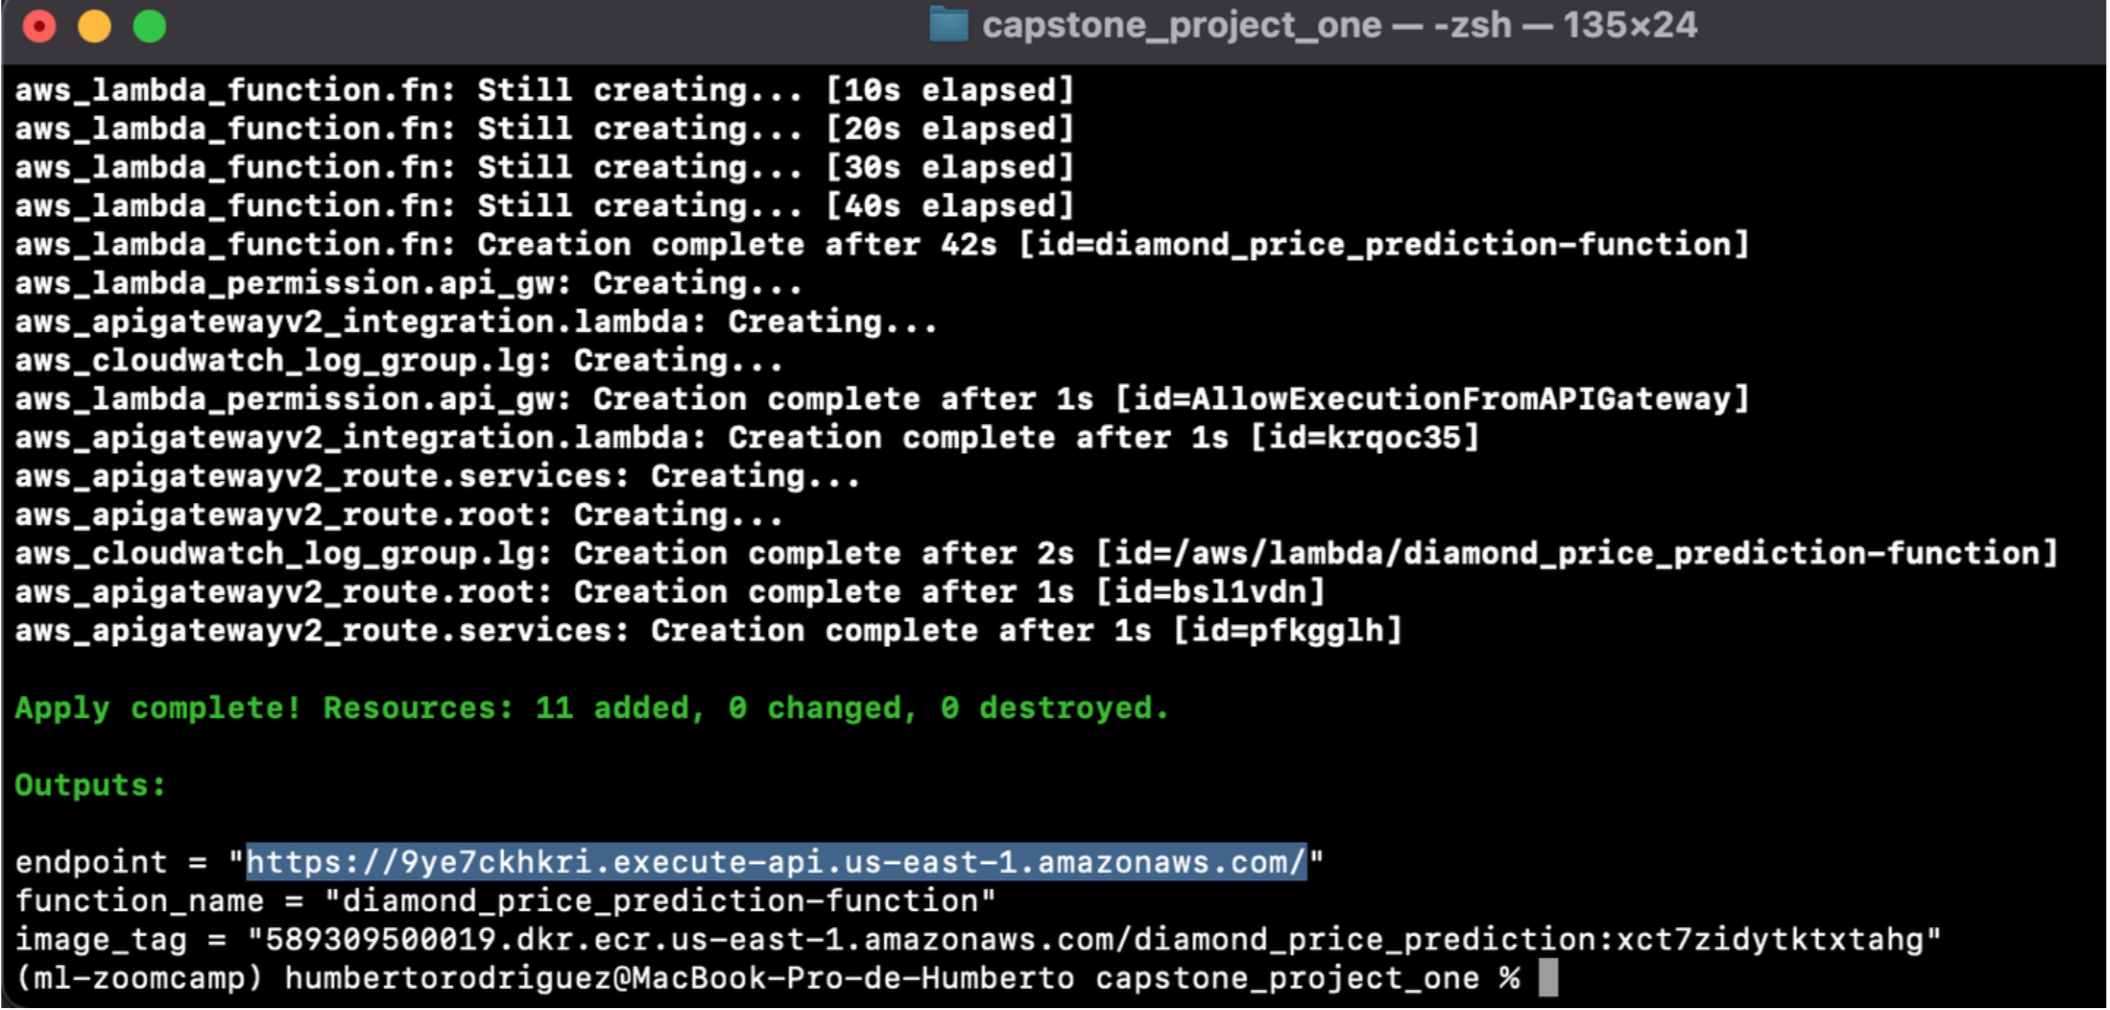 capstone_project_one — -zsh — 135×24
aws_lambda_function.fn: Still creating... [10s elapsed]
aws_lambda_function.fn: Still creating... [20s elapsed]
aws_lambda_function.fn: Still creating... [30s elapsed]
aws_lambda_function.fn: Still creating... [40s elapsed]
aws_lambda_function.fn: Creation complete after 42s [id=diamond_price_prediction-function]
aws_lambda_permission.api_gw: Creating...
aws_apigatewayv2_integration.lambda: Creating...
aws_cloudwatch_log_group.lg: Creating...
aws_lambda_permission.api_gw: Creation complete after 1s [id=AllowExecutionFromAPIGateway]
aws_apigatewayv2_integration.lambda: Creation complete after 1s [id=krqoc35]
aws_apigatewayv2_route.services: Creating...
aws_apigatewayv2_route.root: Creating...
aws_cloudwatch_log_group.lg: Creation complete after 2s [id=/aws/lambda/diamond_price_prediction-function]
aws_apigatewayv2_route.root: Creation complete after 1s [id=bsl1vdn]
aws_apigatewayv2_route.services: Creation complete after 1s [id=pfkgglh]
Apply complete! Resources: 11 added, 0 changed, 0 destroyed.
Outputs:
endpoint = "https://9ye7ckhkri.execute-api.us-east-1.amazonaws.com/"
function_name = "diamond_price_prediction-function"
image_tag = "589309500019.dkr.ecr.us-east-1.amazonaws.com/diamond_price_prediction:xct7zidytktxtahg"
(ml-zoomcamp) humbertorodriguez@MacBook-Pro-de-Humberto capstone_project_one %